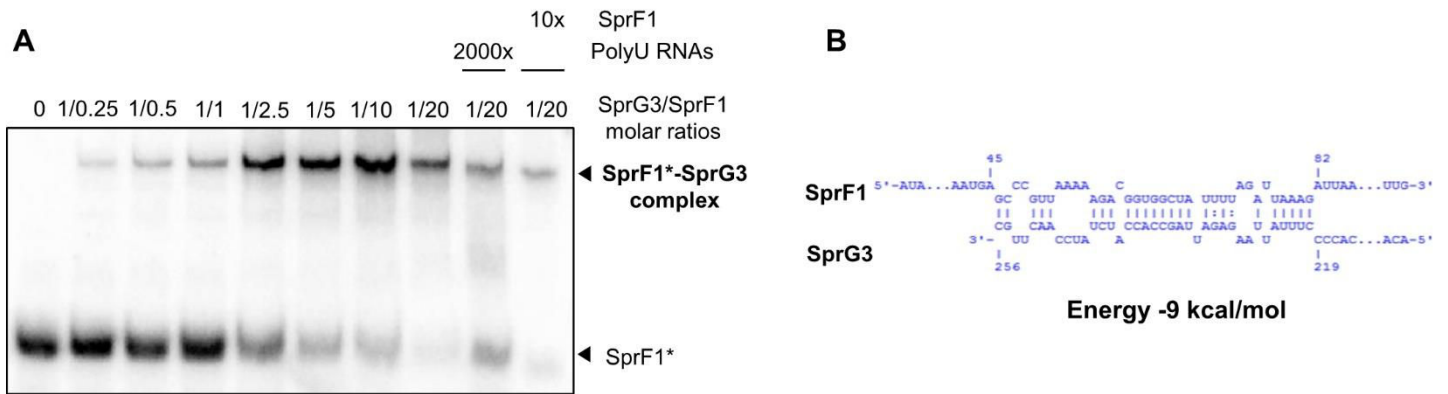 10x SprF1
A
B
2000x PolyU RNAs
0 1/0.25 1/0.5 1/1 1/2.5 1/5 1/10 1/20 1/20 1/20 SprG3/SprF1
molar ratios
SprF1*-SprG3
complex
SprF1*
45 82
SprF1 5'-AUA...AAUGA CC AAAA C AG U AUUAA...UUG-3'
GC GUU AGA GGUGGCUA UUUU A UAAAG
CG CAA UCU CCACCGAU GAGAG U AUUUC
SprG3 3'- UU CCUA A U AAU CCCAC...ACA-5'
256 219
Energy -9 kcal/mol